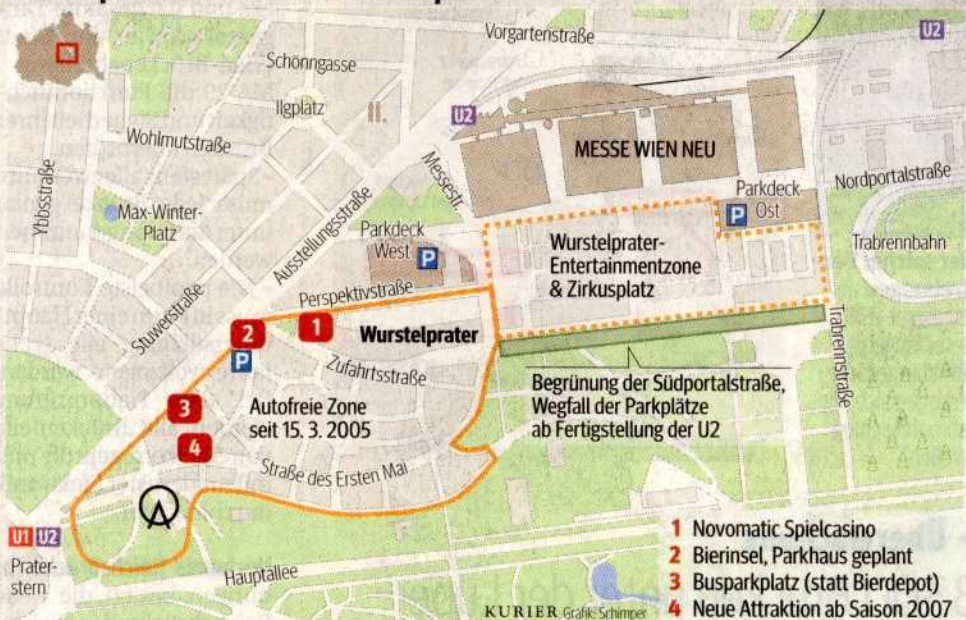 Vorgartenstraße
U2
Schönngasse
Ilgplatz
II.
U2
Wohlmutstraße
Messestr.
MESSE WIEN NEU
Ybbsstraße
Max-Winter-
Platz
Ausstellungsstraße
Parkdeck
West
P
Parkdeck
Ost
P
Nordportalstraße
Wurstelprater-
Entertainmentzone
& Zirkusplatz
Trabrennbahn
Stuwerstraße
Perspektivstraße
1
2
P
Wurstelprater
Zufahrtsstraße
Trabrennstraße
3
4
Autofreie Zone
seit 15. 3. 2005
Begrünung der Südportalstraße,
Wegfall der Parkplätze
ab Fertigstellung der U2
Straße des Ersten Mai
U1 U2
Prater-
stern
Hauptallee
1 Novomatic Spielcasino
2 Bierinsel, Parkhaus geplant
3 Busparkplatz (statt Bierdepot)
4 Neue Attraktion ab Saison 2007
KURIER Grafik: Schimper